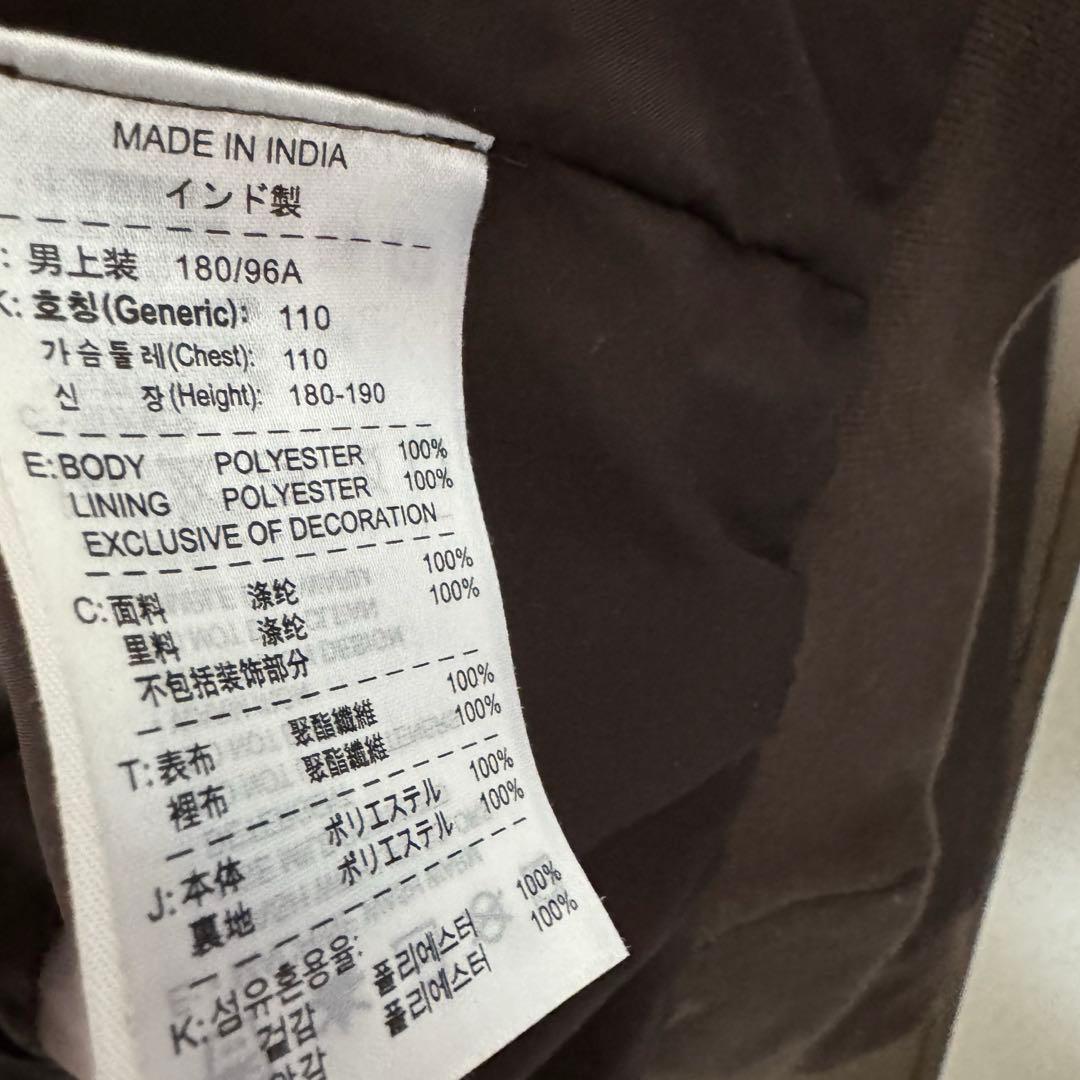 MADE IN INDIA
インド製
: 男上装 180/96A
K: 호칭(Generic): 110
가슴둘레(Chest): 110
신 장(Height): 180-190
E: BODY POLYESTER 100%
LINING POLYESTER 100%
EXCLUSIVE OF DECORATION
C: 面料 涤纶 100%
里料 涤纶 100%
不包括装饰部分
T: 表布 聚酯纖維 100%
裡布 聚酯纖維 100%
J: 本体 ポリエステル 100%
裏地 ポリエステル 100%
K: 섬유혼용율:
겉감 폴리에스터 100%
안감 폴리에스터 100%